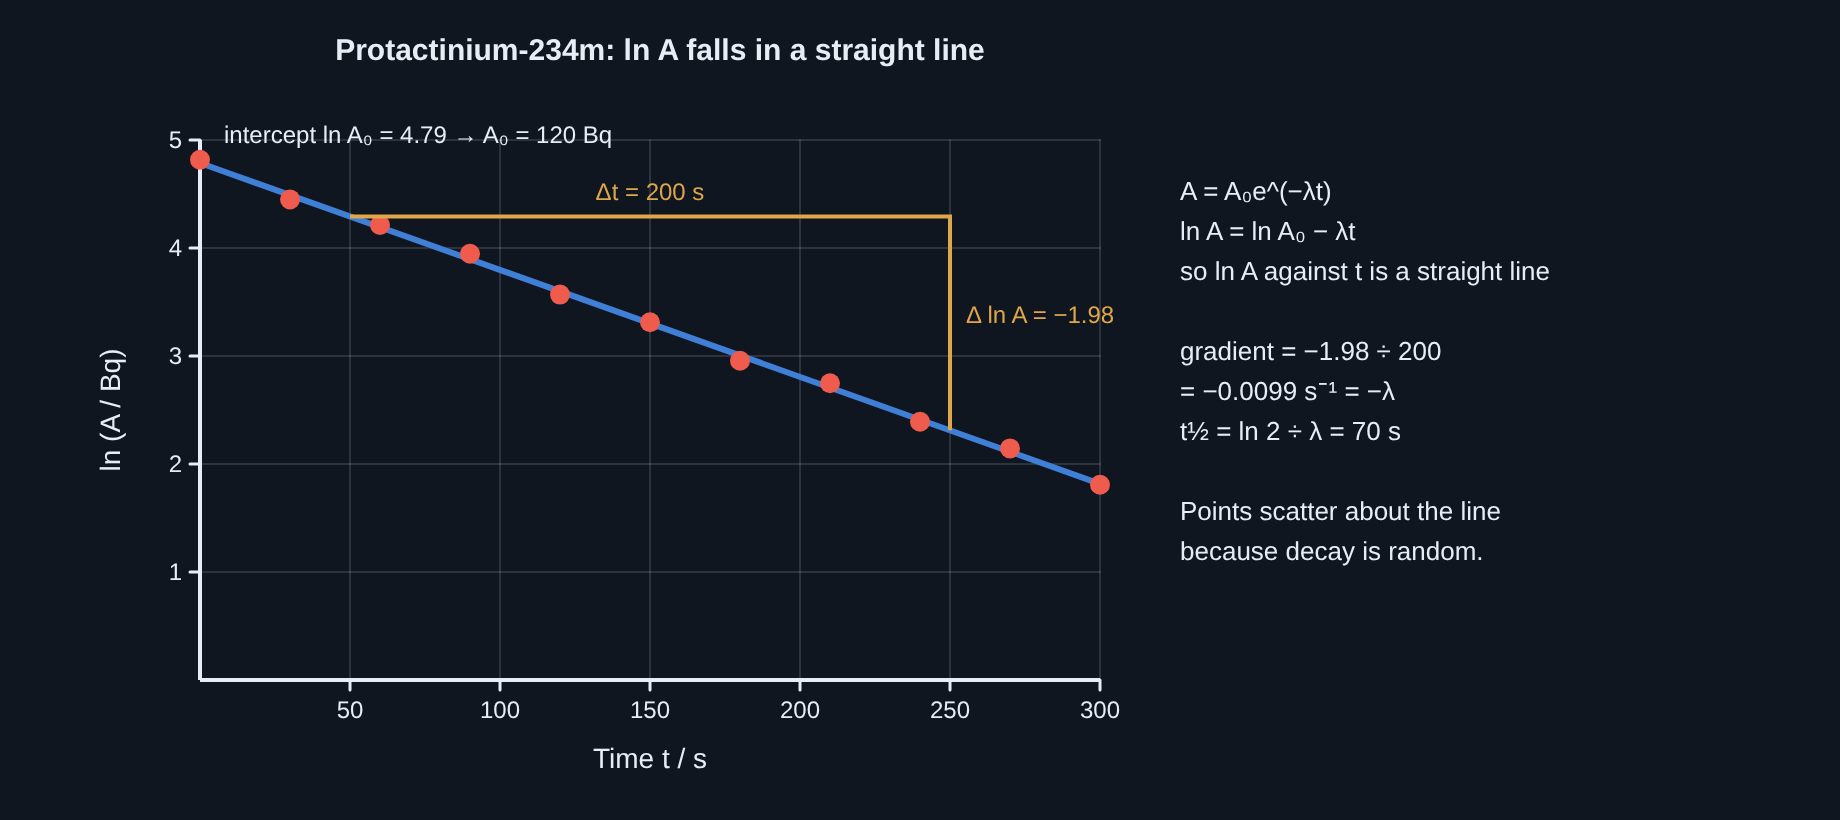 Protactinium-234m: ln A falls in a straight line
intercept ln A₀ = 4.79 → A₀ = 120 Bq
Δt = 200 s
Δ ln A = −1.98
ln (A / Bq)
5
4
3
2
1
50
100
150
200
250
300
Time t / s
A = A₀e^(−λt)
ln A = ln A₀ − λt
so ln A against t is a straight line
gradient = −1.98 ÷ 200
= −0.0099 s⁻¹ = −λ
t½ = ln 2 ÷ λ = 70 s
Points scatter about the line
because decay is random.